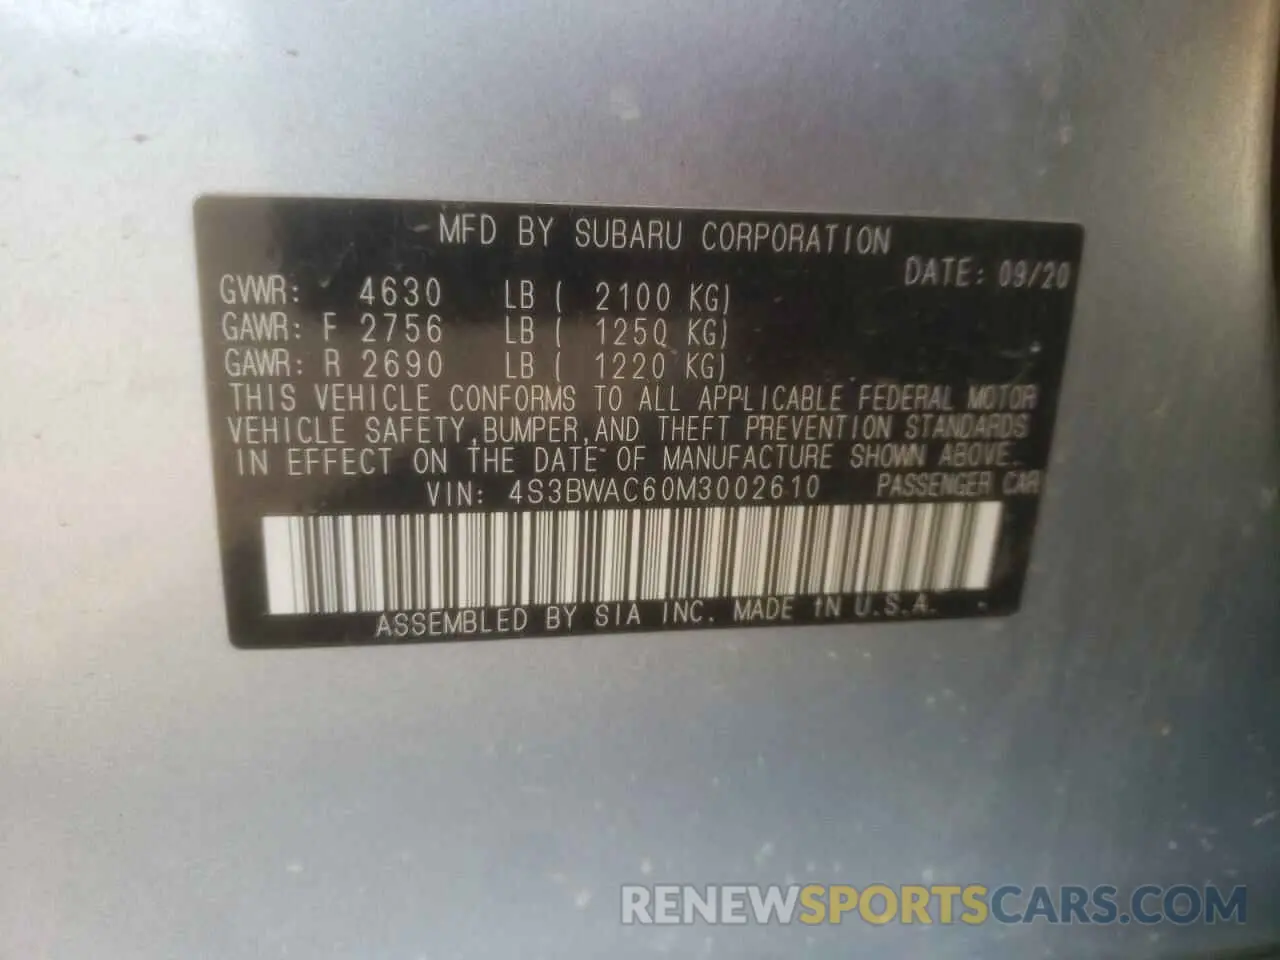 MFD BY SUBARU CORPORATION
DATE: 09/20
GVWR: 4630 LB ( 2100 KG)
GAWR: F 2756 LB ( 1250 KG)
GAWR: R 2690 LB ( 1220 KG)
THIS VEHICLE CONFORMS TO ALL APPLICABLE FEDERAL MOTOR
VEHICLE SAFETY,BUMPER,AND THEFT PREVENTION STANDARDS
IN EFFECT ON THE DATE OF MANUFACTURE SHOWN ABOVE.
VIN: 4S3BWAC60M3002610 PASSENGER CAR
ASSEMBLED BY SIA INC. MADE IN U.S.A.
RENEWSPORTSCARS.COM